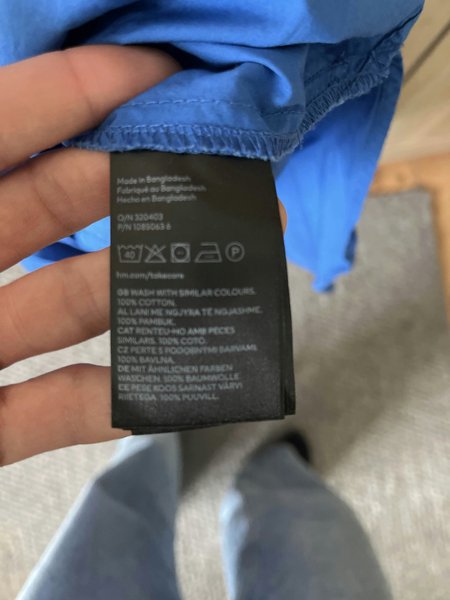 Made in Bangladesh
Fabriqué au Bangladesh
Hecho en Bangladesh
O/N 320403
P/N 1089063 6
40
P
hm.com/takecare
GB WASH WITH SIMILAR COLOURS.
100% COTTON.
AL LANI ME NGJYRA TË NGJASHME.
100% PAMBUK.
CAT RENTEU-HO AMB PECES
SIMILARS. 100% COTÓ.
CZ PERTE S PODOBNÝMI BARVAMI.
100% BAVLNA.
DE MIT ÄHNLICHEN FARBEN
WASCHEN. 100% BAUMWOLLE.
EE PESE KOOS SARNAST VÄRVI
RIIETEGA. 100% PUUVILL.